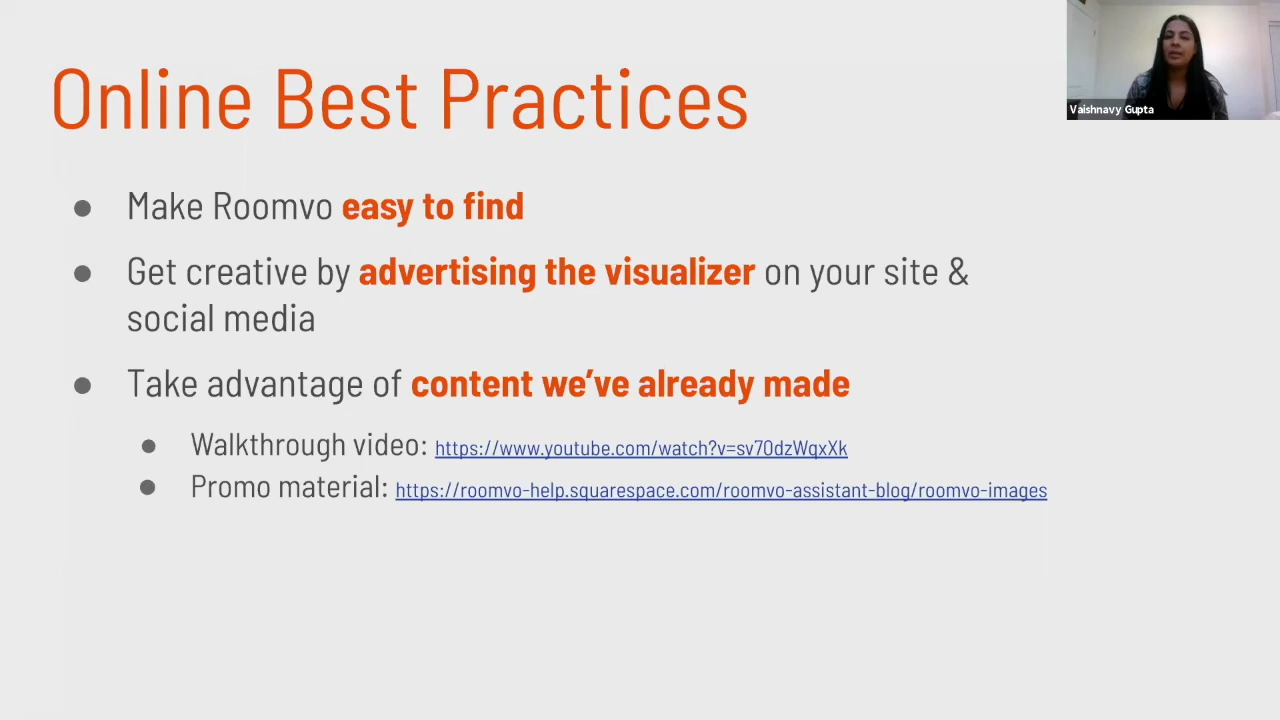 Online Best Practices
Vaishnavy Gupta
● Make Roomvo easy to find
● Get creative by advertising the visualizer on your site &
social media
● Take advantage of content we've already made
● Walkthrough video: https://www.youtube.com/watch?v=sv70dzWqxXk
● Promo material: https://roomvo-help.squarespace.com/roomvo-assistant-blog/roomvo-images